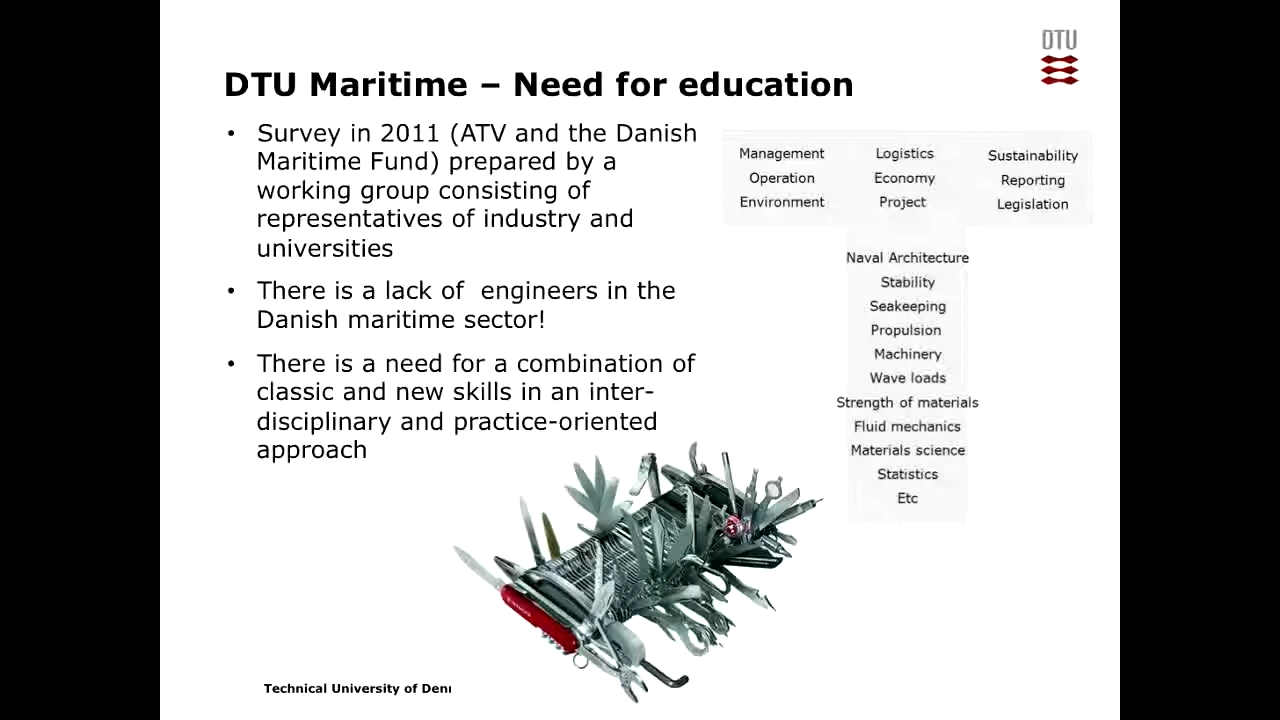 DTU
DTU Maritime – Need for education
• Survey in 2011 (ATV and the Danish
Maritime Fund) prepared by a
working group consisting of
representatives of industry and
universities
• There is a lack of  engineers in the
Danish maritime sector!
• There is a need for a combination of
classic and new skills in an inter-
disciplinary and practice-oriented
approach
Management
Operation
Environment
Logistics
Economy
Project
Sustainability
Reporting
Legislation
Naval Architecture
Stability
Seakeeping
Propulsion
Machinery
Wave loads
Strength of materials
Fluid mechanics
Materials science
Statistics
Etc
Technical University of